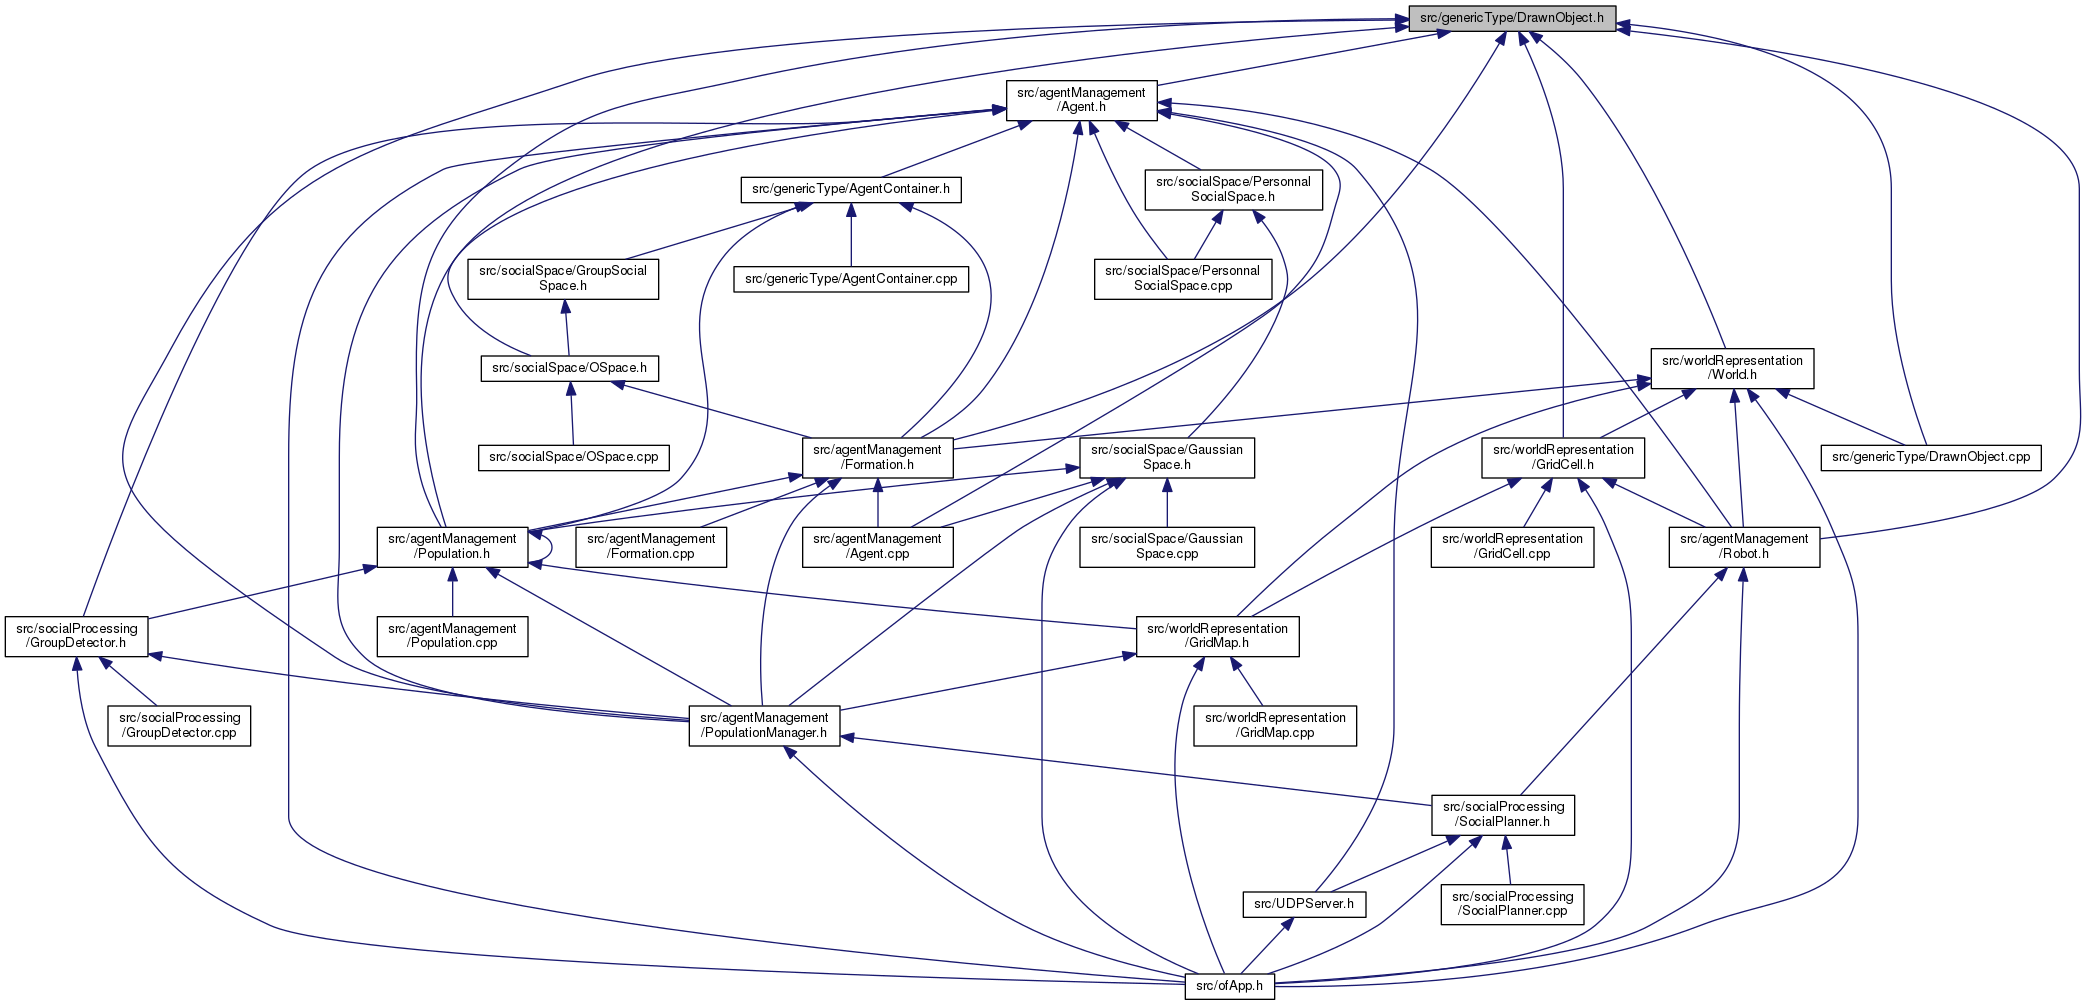 src/genericType/DrawnObject.h
src/agentManagement
/Agent.h
src/genericType/AgentContainer.h
src/socialSpace/Personnal
SocialSpace.h
src/socialSpace/GroupSocial
Space.h
src/genericType/AgentContainer.cpp
src/socialSpace/Personnal
SocialSpace.cpp
src/socialSpace/OSpace.h
src/worldRepresentation
/World.h
src/socialSpace/OSpace.cpp
src/agentManagement
/Formation.h
src/socialSpace/Gaussian
Space.h
src/worldRepresentation
/GridCell.h
src/genericType/DrawnObject.cpp
src/agentManagement
/Population.h
src/agentManagement
/Formation.cpp
src/agentManagement
/Agent.cpp
src/socialSpace/Gaussian
Space.cpp
src/worldRepresentation
/GridCell.cpp
src/agentManagement
/Robot.h
src/socialProcessing
/GroupDetector.h
src/agentManagement
/Population.cpp
src/worldRepresentation
/GridMap.h
src/socialProcessing
/GroupDetector.cpp
src/agentManagement
/PopulationManager.h
src/worldRepresentation
/GridMap.cpp
src/socialProcessing
/SocialPlanner.h
src/UDPServer.h
src/socialProcessing
/SocialPlanner.cpp
src/ofApp.h